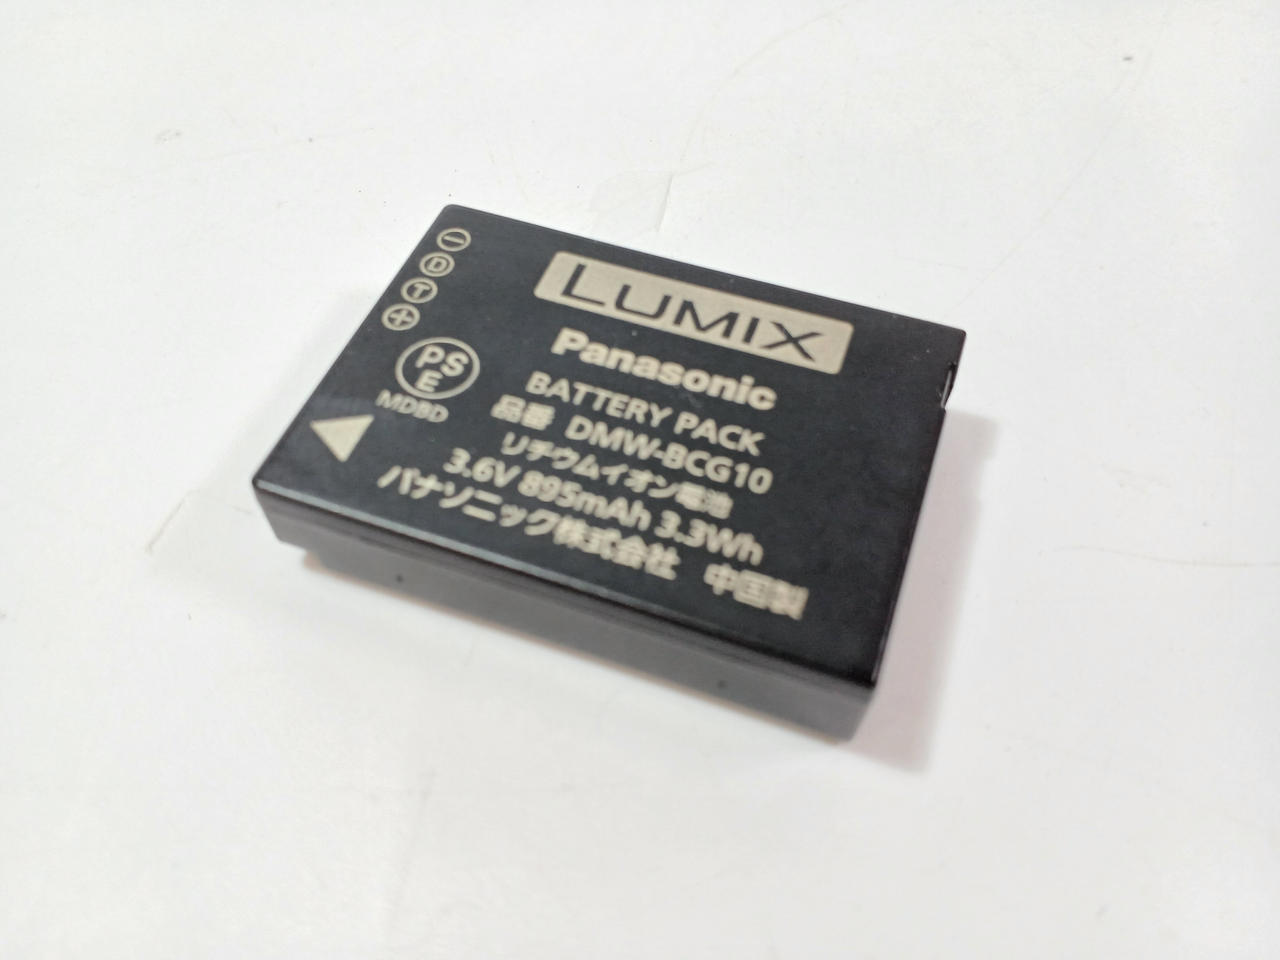 LUMIX
Panasonic
BATTERY PACK
品番 DMW-BCG10
リチウムイオン電池
3.6V 895mAh 3.3Wh
パナソニック株式会社 中国製
D
T
PS
E
MDBD